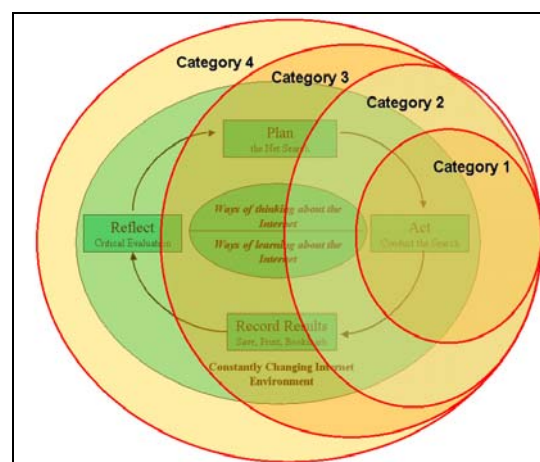 Category 4
Category 3
Category 2
Category 1
Plan
the Net Search
Ways of thinking about the
Internet
Ways of learning about the
Internet
Reflect
Critical Evaluation
Act
Conduct the Search
Record Results
Save, Print, Bookmark
Constantly Changing Internet
Environment